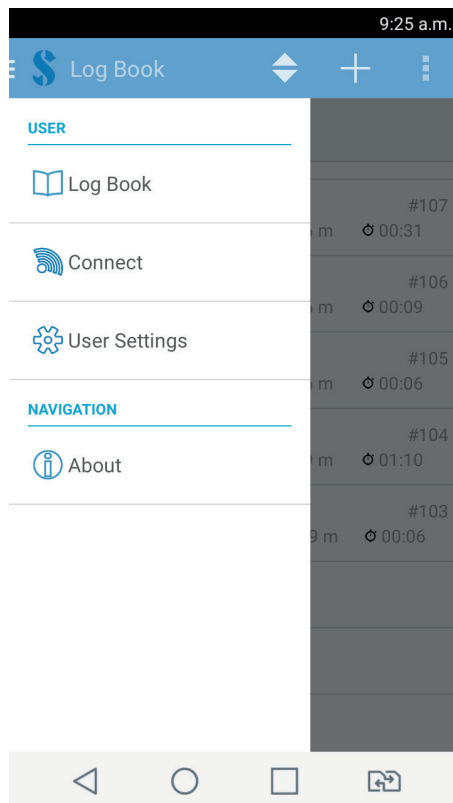 9:25 a.m.
Log Book
USER
Log Book
Connect
User Settings
NAVIGATION
About
#107
m 00:31
#106
m 00:09
#105
m 00:06
#104
m 01:10
#103
9 m 00:06